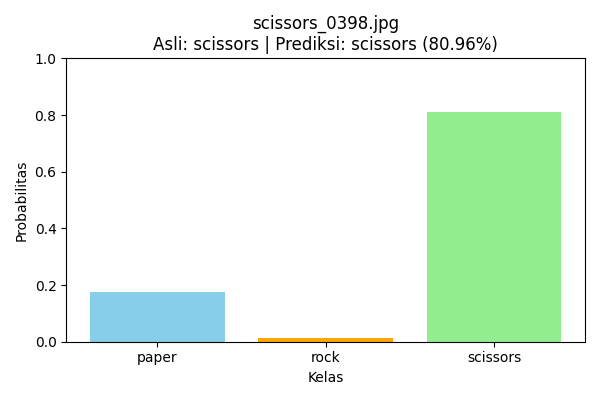 scissors_0398.jpg
Asli: scissors | Prediksi: scissors (80.96%)
1.0
0.8
0.6
0.4
0.2
0.0
Probabilitas
paper
rock
scissors
Kelas